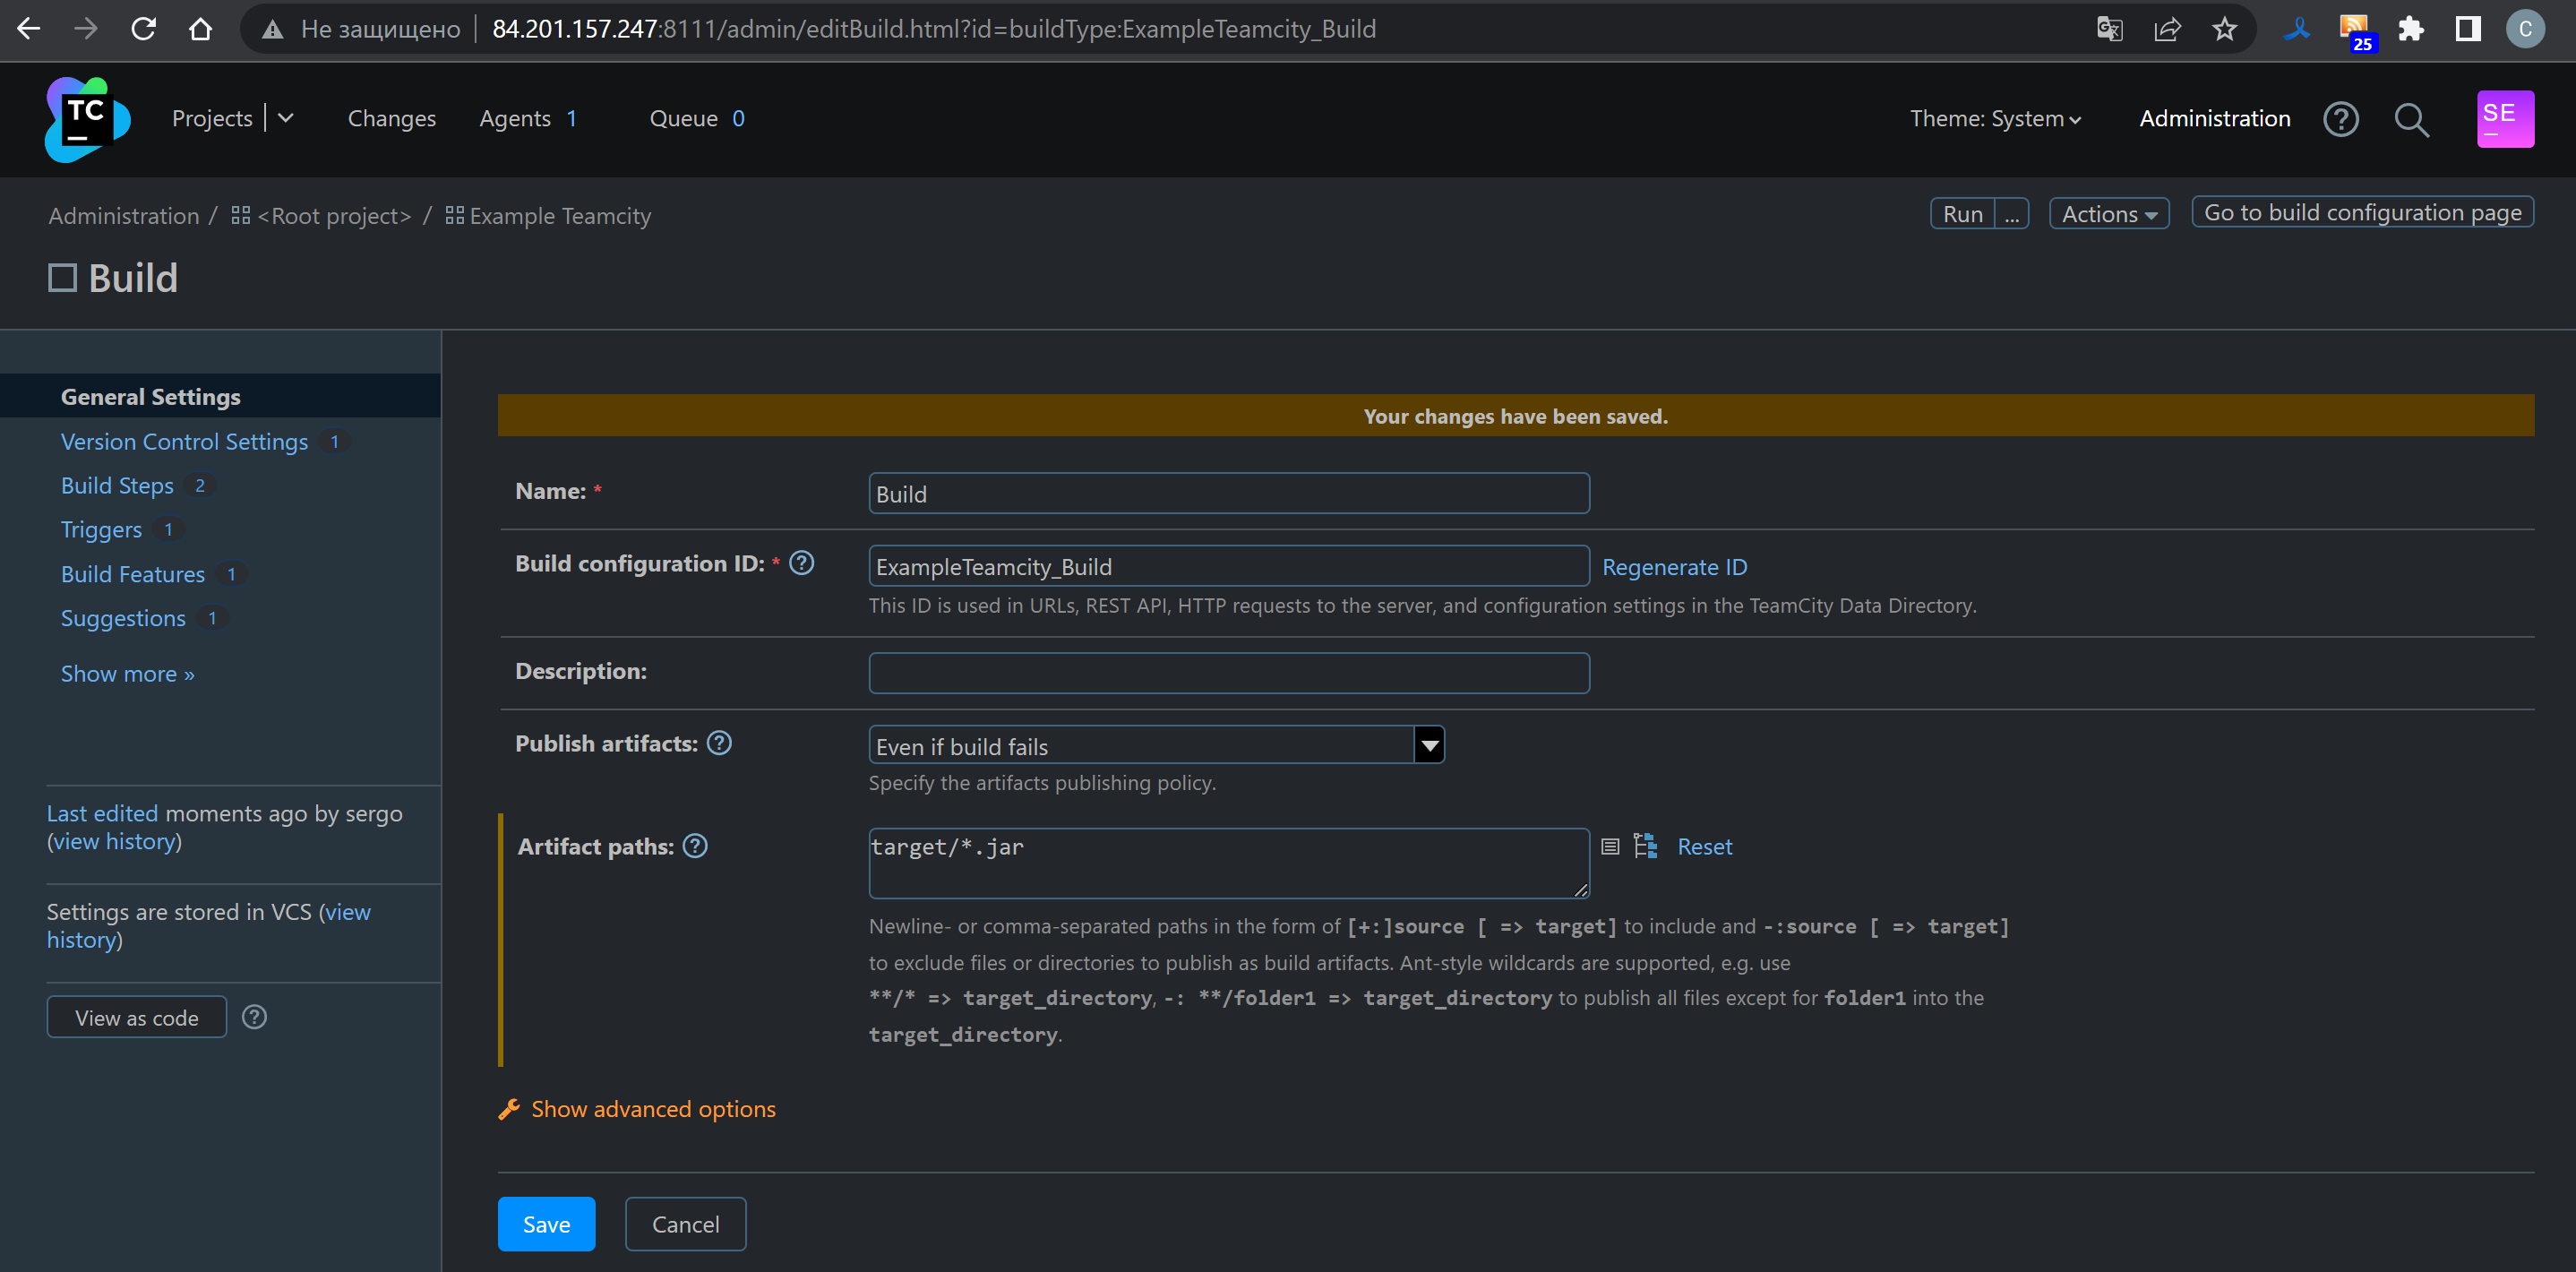 Не защищено 84.201.157.247:8111/admin/editBuild.html?id=buildType:ExampleTeamcity_Build
25
C
TC
Projects
Changes
Agents 1
Queue 0
Theme: System
Administration
SE
Administration / <Root project> / Example Teamcity
Run ...
Actions
Go to build configuration page
Build
General Settings
Version Control Settings 1
Build Steps 2
Triggers 1
Build Features 1
Suggestions 1
Show more »
Last edited moments ago by sergo
(view history)
Settings are stored in VCS (view
history)
View as code
Your changes have been saved.
Name: *
Build
Build configuration ID: *
ExampleTeamcity_Build
Regenerate ID
This ID is used in URLs, REST API, HTTP requests to the server, and configuration settings in the TeamCity Data Directory.
Description:
Publish artifacts:
Even if build fails
Specify the artifacts publishing policy.
Artifact paths:
target/*.jar
Reset
Newline- or comma-separated paths in the form of [+:]source [ => target] to include and -:source [ => target]
to exclude files or directories to publish as build artifacts. Ant-style wildcards are supported, e.g. use
**/* => target_directory, -: **/folder1 => target_directory to publish all files except for folder1 into the
target_directory.
Show advanced options
Save
Cancel